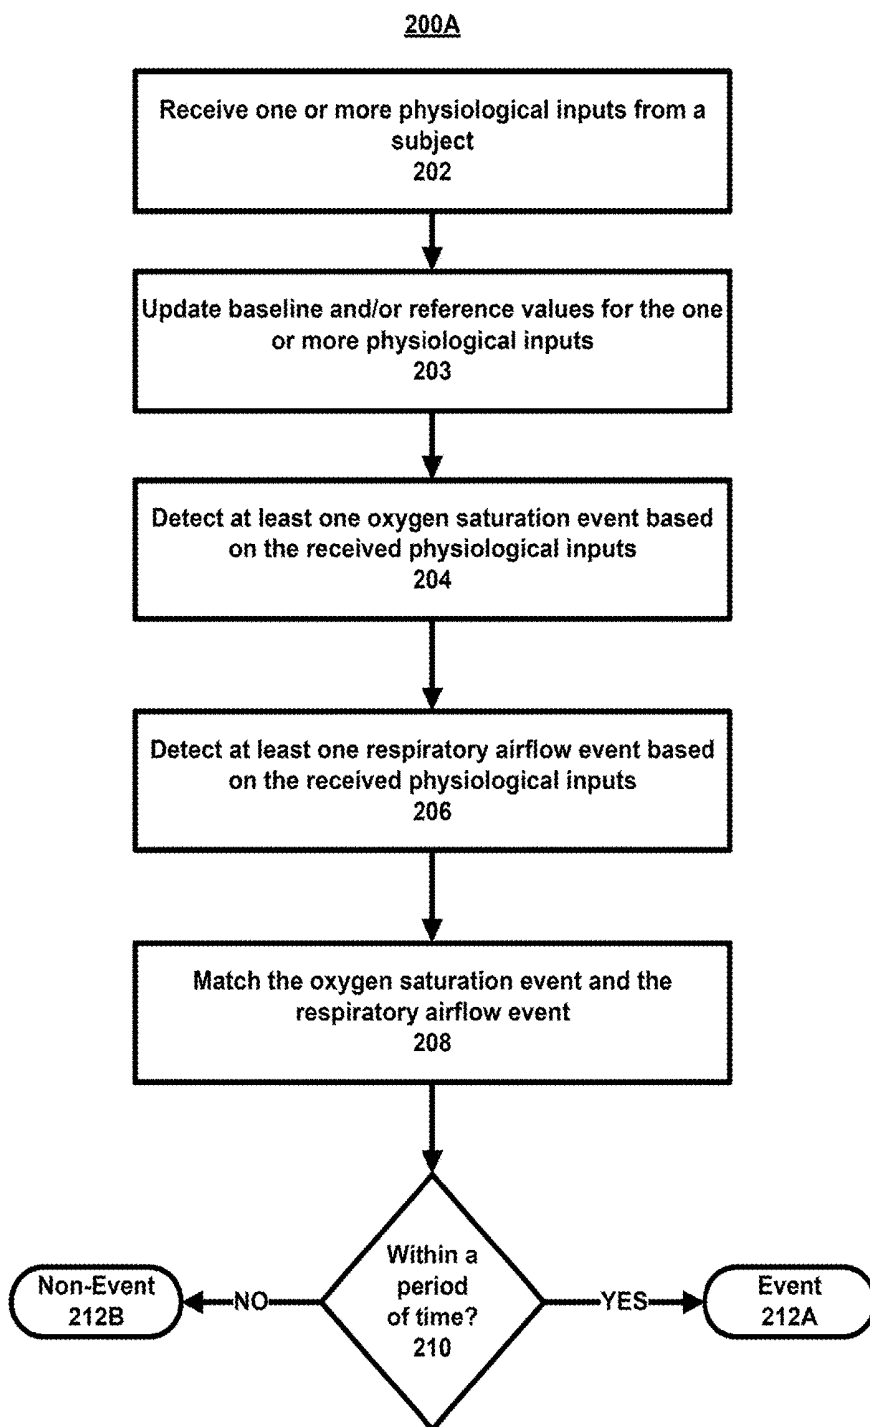 200A
Receive one or more physiological inputs from a
subject
202
Update baseline and/or reference values for the one
or more physiological inputs
203
Detect at least one oxygen saturation event based
on the received physiological inputs
204
Detect at least one respiratory airflow event based
on the received physiological inputs
206
Match the oxygen saturation event and the
respiratory airflow event
208
Within a
period
of time?
210
Non-Event
212B
NO
YES
Event
212A